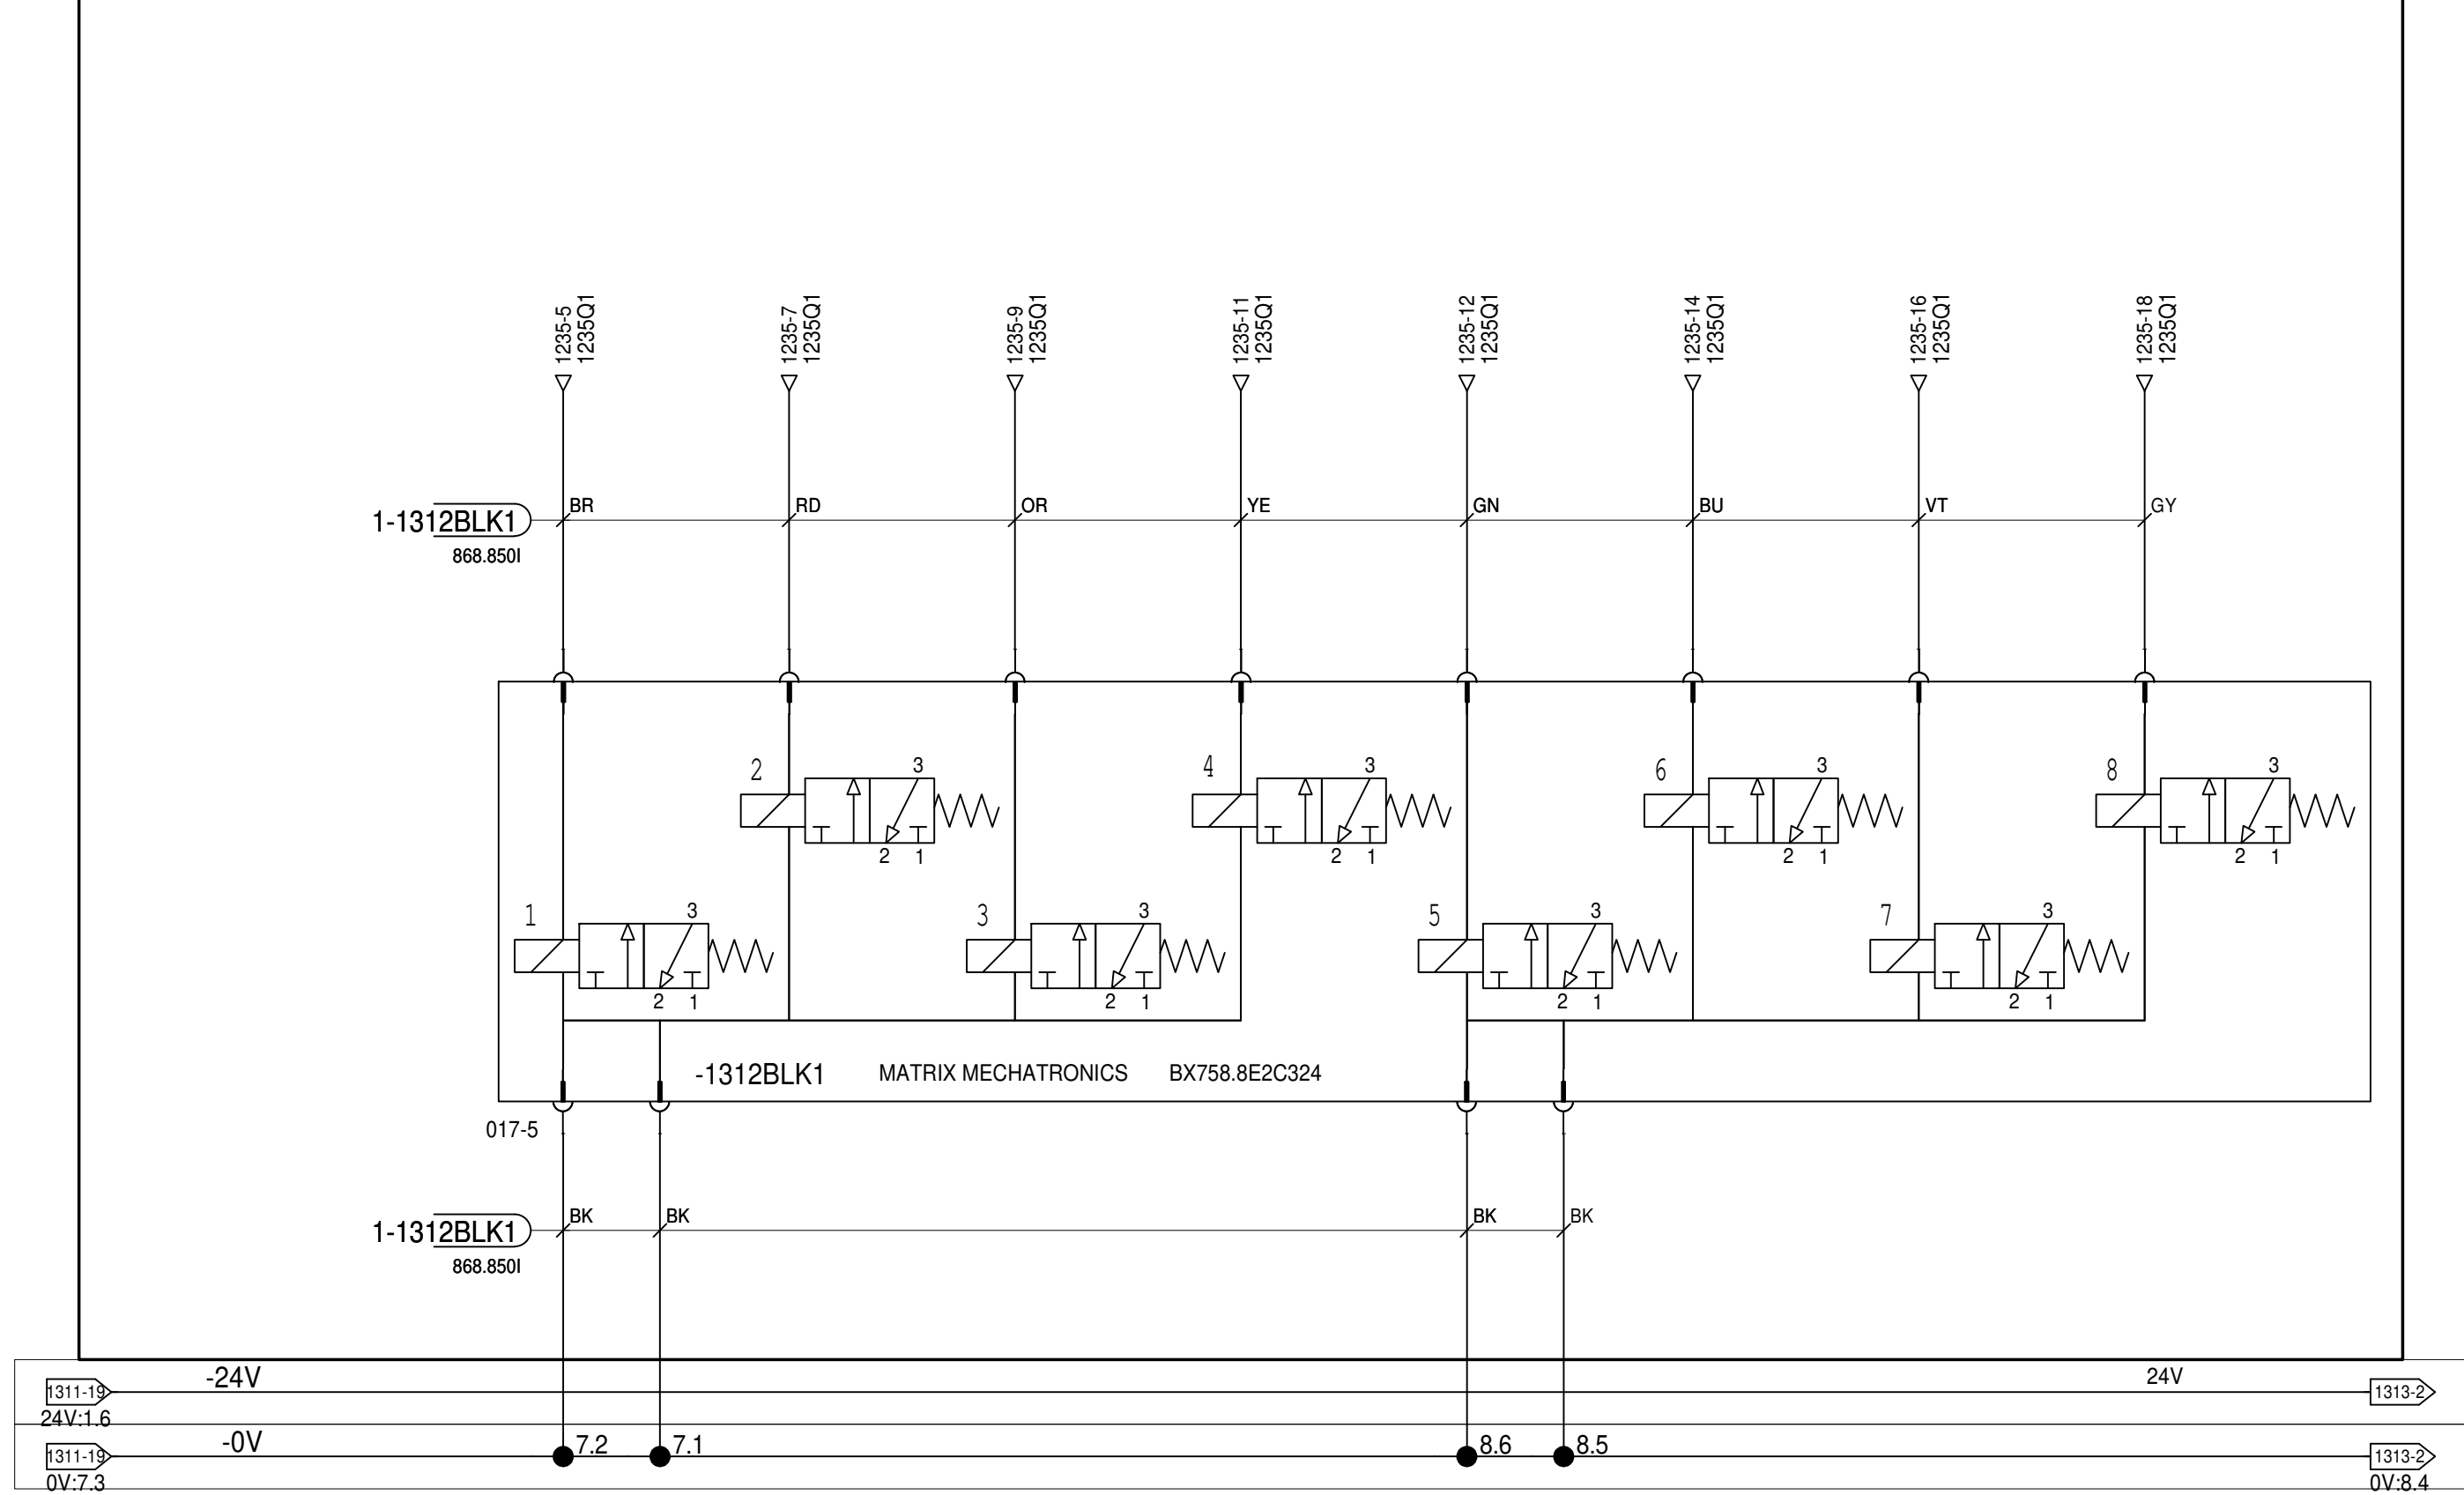 1235-5
1235Q1
1235-7
1235Q1
1235-9
1235Q1
1235-11
1235Q1
1235-12
1235Q1
1235-14
1235Q1
1235-16
1235Q1
1235-18
1235Q1
1-1312BLK1
868.850I
BR
RD
OR
YE
GN
BU
VT
GY
2
3
2 1
4
3
2 1
6
3
2 1
8
3
2 1
1
3
2 1
3
3
2 1
5
3
2 1
7
3
2 1
-1312BLK1 MATRIX MECHATRONICS BX758.8E2C324
017-5
1-1312BLK1
868.850I
BK
BK
BK
BK
-24V
24V
1311-19
1313-2
24V:1.6
-0V
7.2
7.1
8.6
8.5
1311-19
1313-2
0V:7.3
0V:8.4